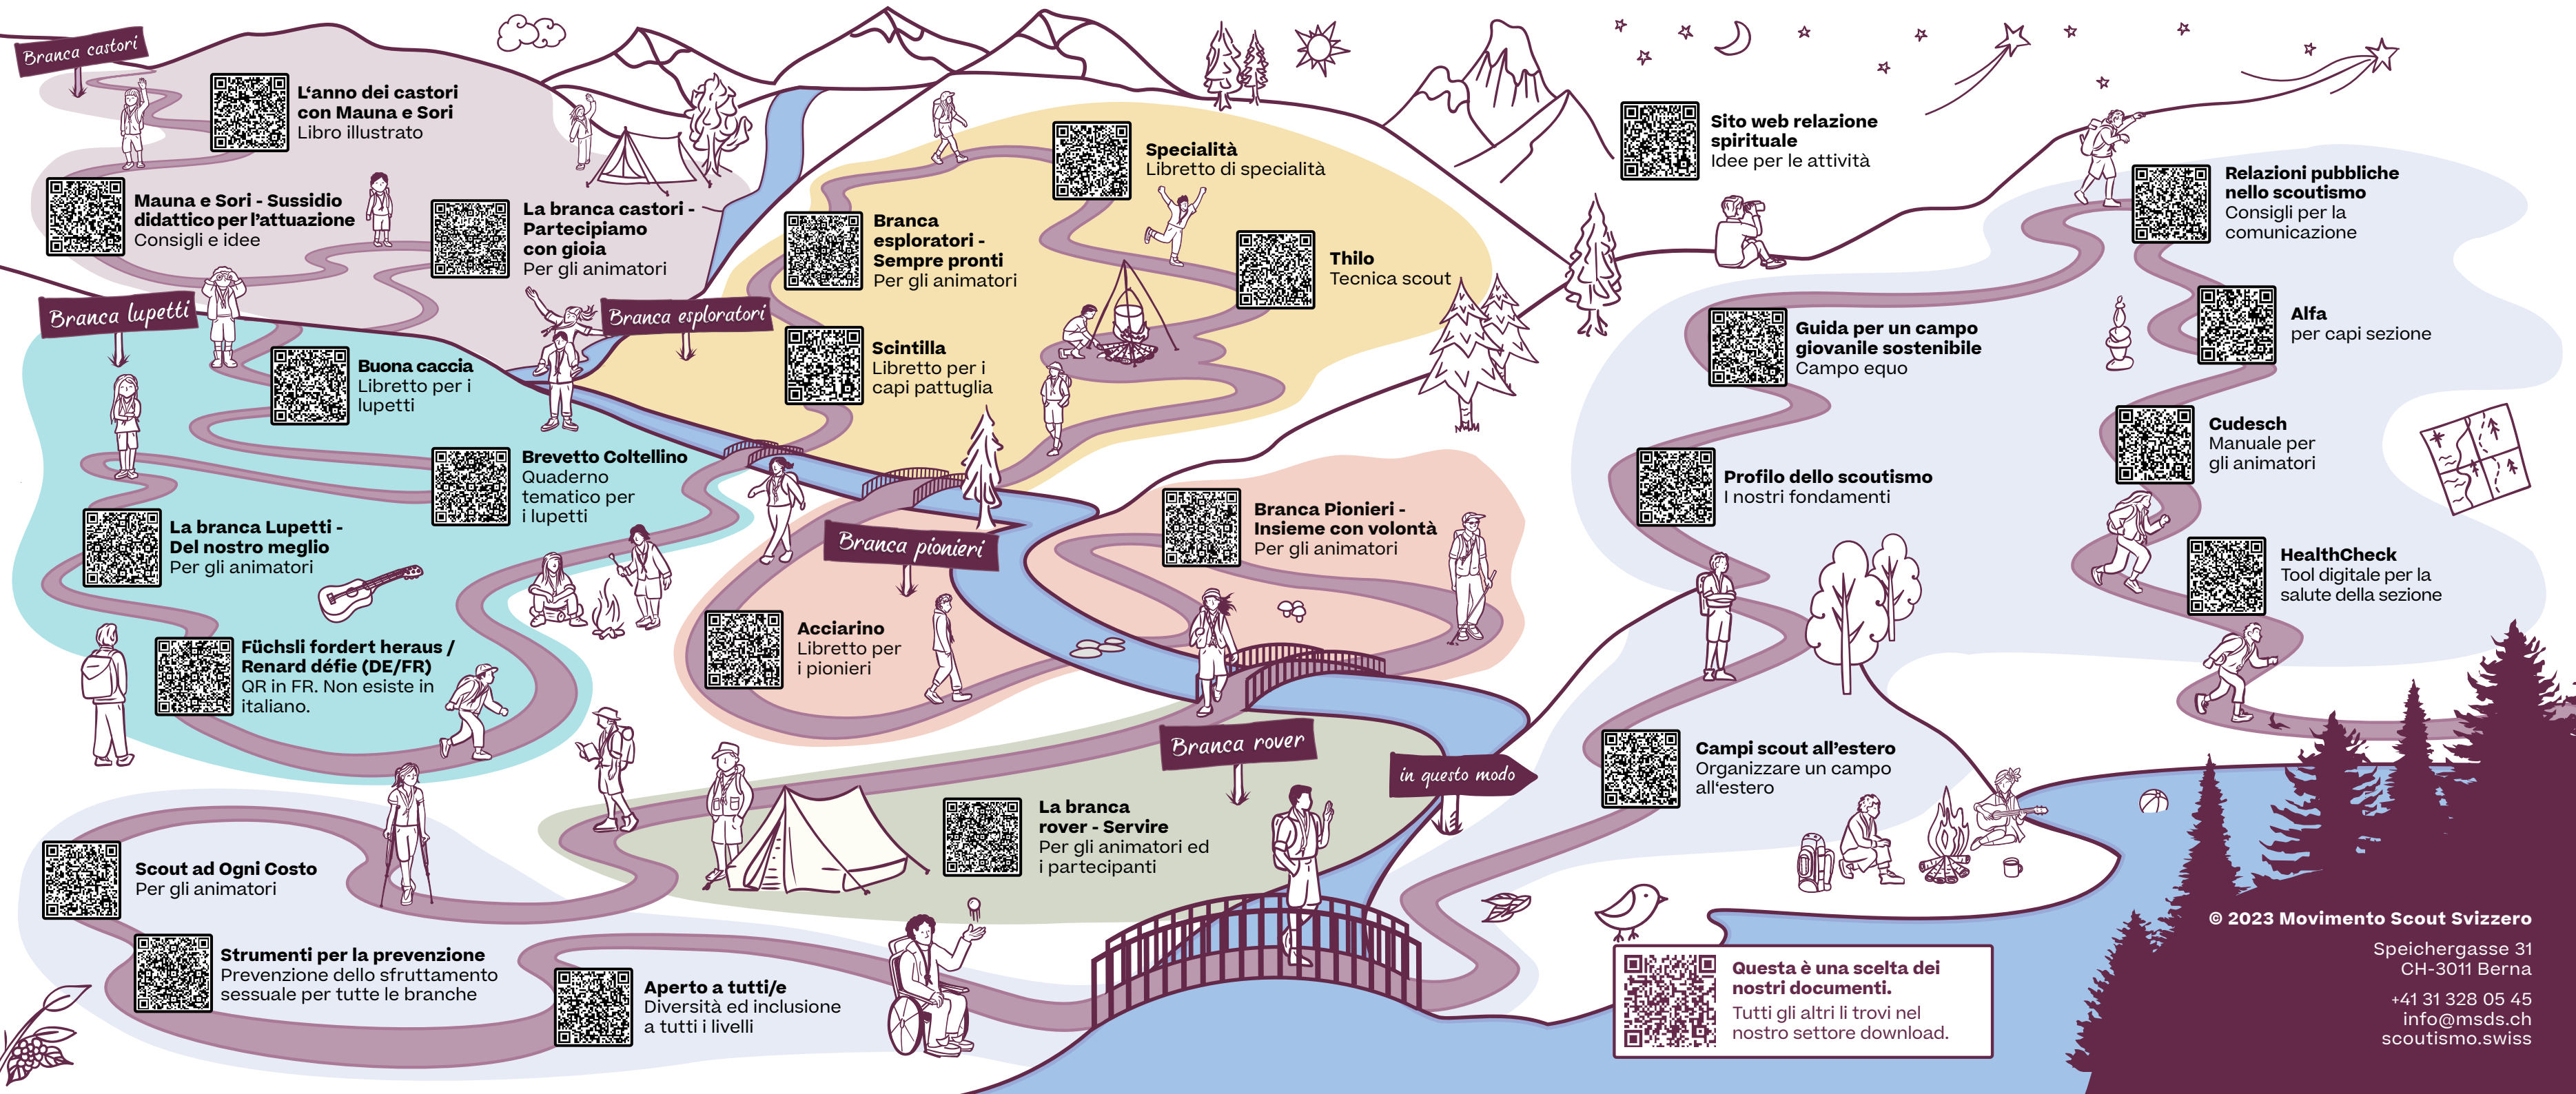 Branca castori
L‘anno dei castori
con Mauna e Sori
Libro illustrato
Mauna e Sori - Sussidio
didattico per l’attuazione
Consigli e idee
La branca castori -
Partecipiamo
con gioia
Per gli animatori
Branca lupetti
Buona caccia
Libretto per i
lupetti
Brevetto Coltellino
Quaderno
tematico per
i lupetti
La branca Lupetti -
Del nostro meglio
Per gli animatori
Füchsli fordert heraus /
Renard défie (DE/FR)
QR in FR. Non esiste in
italiano.
Branca esploratori
Specialità
Libretto di specialità
Branca
esploratori -
Sempre pronti
Per gli animatori
Thilo
Tecnica scout
Scintilla
Libretto per i
capi pattuglia
Branca pionieri
Branca Pionieri -
Insieme con volontà
Per gli animatori
Acciarino
Libretto per
i pionieri
Branca rover
La branca
rover - Servire
Per gli animatori ed
i partecipanti
in questo modo
Scout ad Ogni Costo
Per gli animatori
Strumenti per la prevenzione
Prevenzione dello sfruttamento
sessuale per tutte le branche
Aperto a tutti/e
Diversità ed inclusione
a tutti i livelli
Sito web relazione
spirituale
Idee per le attività
Relazioni pubbliche
nello scoutismo
Consigli per la
comunicazione
Guida per un campo
giovanile sostenibile
Campo equo
Alfa
per capi sezione
Profilo dello scoutismo
I nostri fondamenti
Cudesch
Manuale per
gli animatori
HealthCheck
Tool digitale per la
salute della sezione
Campi scout all’estero
Organizzare un campo
all‘estero
Questa è una scelta dei
nostri documenti.
Tutti gli altri li trovi nel
nostro settore download.
© 2023 Movimento Scout Svizzero
Speichergasse 31
CH-3011 Berna
+41 31 328 05 45
info@msds.ch
scoutismo.swiss